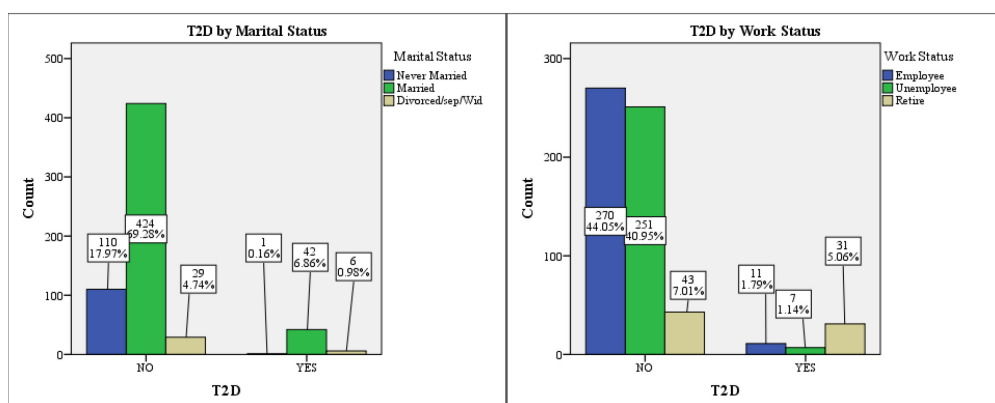 T2D by Marital Status
Marital Status
Never Married
Married
Divorced/sep/Wid
500
400
300
200
100
0
Count
110
17.97%
424
69.28%
29
4.74%
1
0.16%
42
6.86%
6
0.98%
NO
YES
T2D
T2D by Work Status
Work Status
Employee
Unemployee
Retire
300
200
100
0
Count
270
44.05%
251
40.95%
43
7.01%
11
1.79%
7
1.14%
31
5.06%
NO
YES
T2D